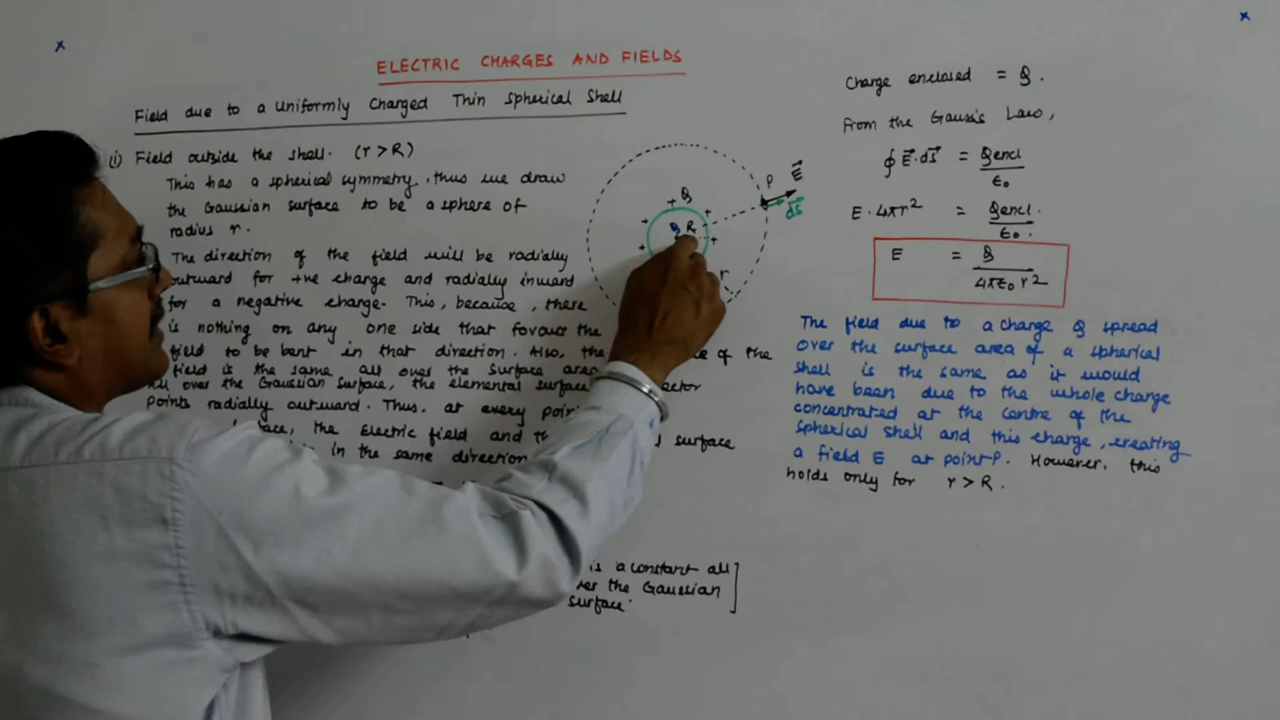 ELECTRIC CHARGES AND FIELDS
Field due to a Uniformly Charged Thin Spherical Shell
(i) Field outside the shell. (r > R)
This has a spherical symmetry, thus we draw
the Gaussian surface to be a sphere of
radius r.
The direction of the field will be radially
outward for +ve charge and radially inward
for a negative charge. This, because, there
is nothing on any one side that favours the
field to be bent in that direction. Also, the
of the
field is the same all over the surface area
all over the Gaussian surface, the elemental surface
points radially outward. Thus, at every
the Electric field and surface
in the same direction
is a constant all
over the Gaussian
surface.
Q
R
r
P
E⃗
ds⃗
Charge enclosed = Q.
From the Gauss's Law,
∮ E⃗·ds⃗ = Qencl / ε₀
E·4πr² = Qencl. / ε₀.
E = Q / 4πε₀r²
The field due to a charge Q spread
over the surface area of a spherical
shell is the same as it would
have been due to the whole charge
concentrated at the centre of the
spherical shell and this charge, creating
a field E at point P. However, this
holds only for r > R.